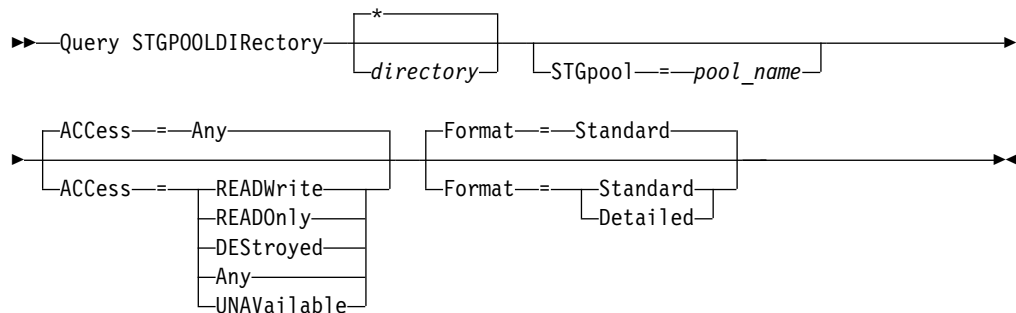 *
Query STGPOOLDIRectory
directory STGpool = pool_name
ACCess = Any Format = Standard
ACCess = READWrite Format = Standard
READOnly Detailed
DEStroyed
Any
UNAVailable